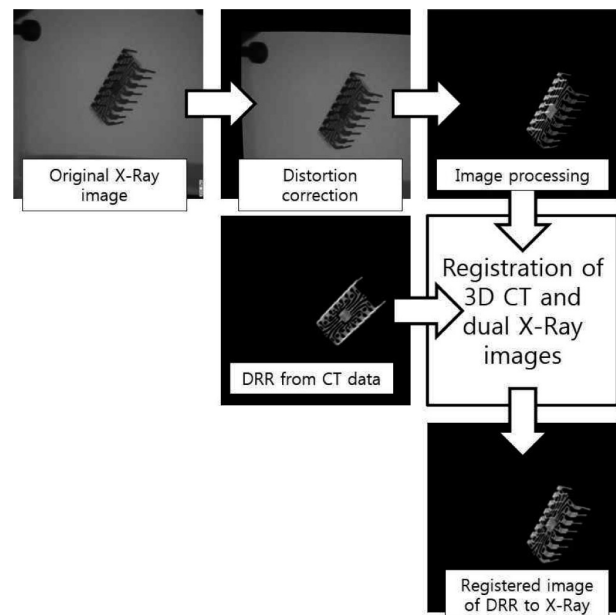 Original X-Ray
image
Distortion
correction
Image processing
DRR from CT data
Registration of
3D CT and
dual X-Ray
images
Registered image
of DRR to X-Ray